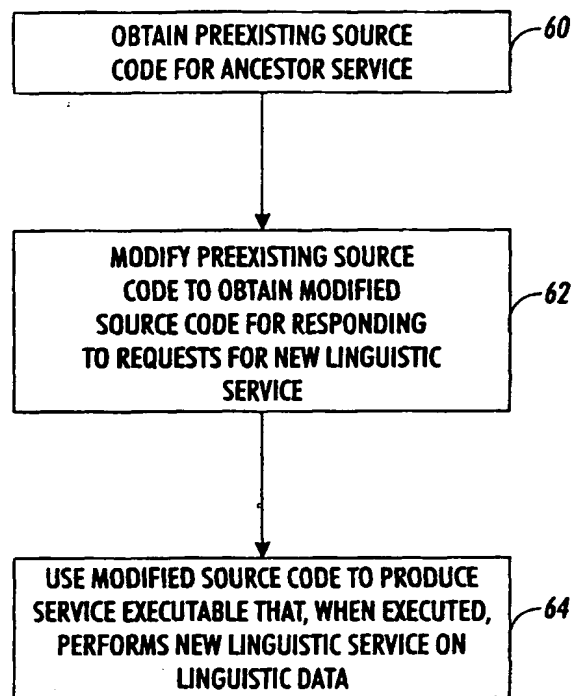 OBTAIN PREEXISTING SOURCE
CODE FOR ANCESTOR SERVICE
60
MODIFY PREEXISTING SOURCE
CODE TO OBTAIN MODIFIED
SOURCE CODE FOR RESPONDING
TO REQUESTS FOR NEW LINGUISTIC
SERVICE
62
USE MODIFIED SOURCE CODE TO PRODUCE
SERVICE EXECUTABLE THAT, WHEN EXECUTED,
PERFORMS NEW LINGUISTIC SERVICE ON
LINGUISTIC DATA
64